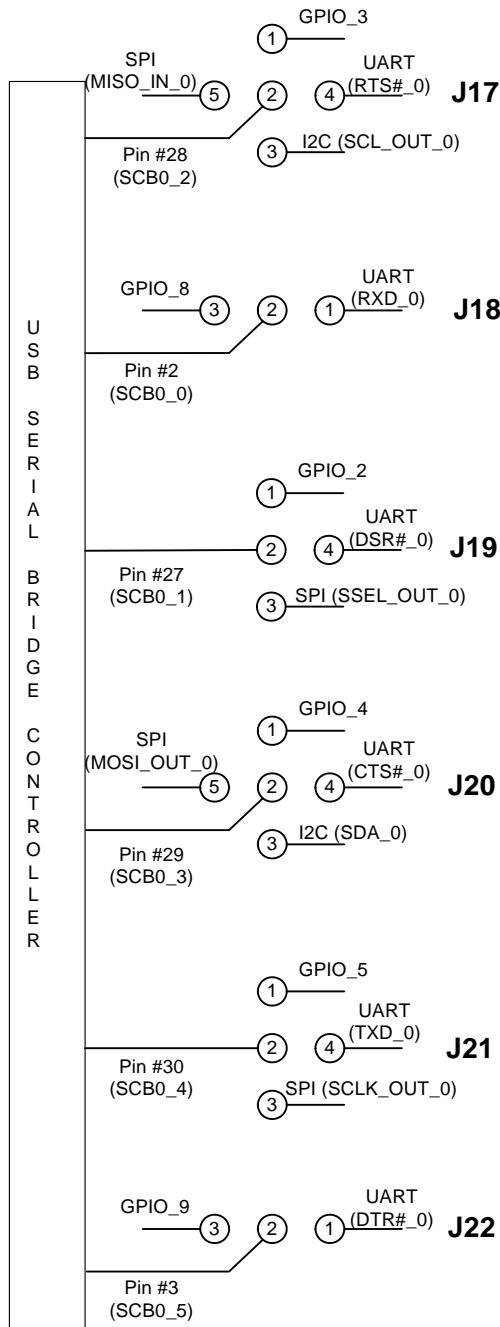 USB SERIAL BRIDGE CONTROLLER
GPIO_3
1
SPI
(MISO_IN_0)
5
2
4
UART
(RTS#_0)
J17
3
I2C (SCL_OUT_0)
Pin #28
(SCB0_2)
GPIO_8
3
2
1
UART
(RXD_0)
J18
Pin #2
(SCB0_0)
GPIO_2
1
2
4
UART
(DSR#_0)
J19
Pin #27
(SCB0_1)
3
SPI (SSEL_OUT_0)
GPIO_4
1
SPI
(MOSI_OUT_0)
5
2
4
UART
(CTS#_0)
J20
3
I2C (SDA_0)
Pin #29
(SCB0_3)
GPIO_5
1
2
4
UART
(TXD_0)
J21
Pin #30
(SCB0_4)
3
SPI (SCLK_OUT_0)
GPIO_9
3
2
1
UART
(DTR#_0)
J22
Pin #3
(SCB0_5)